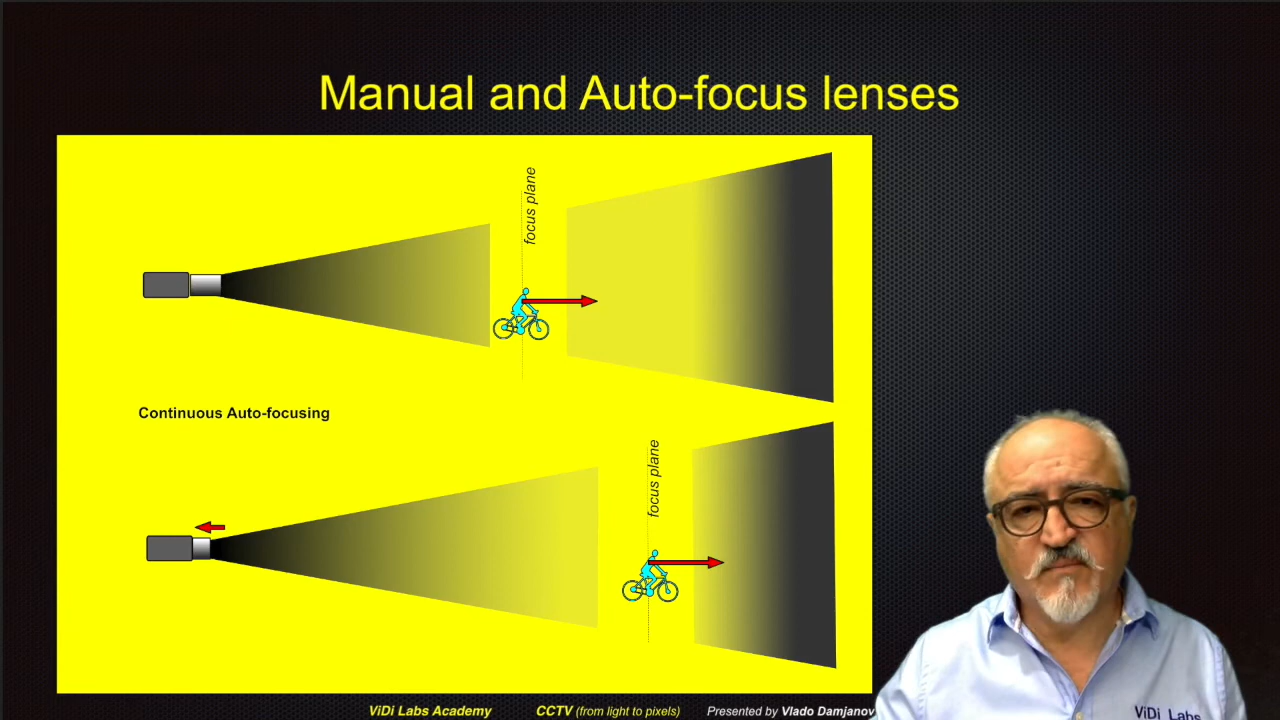 Manual and Auto-focus lenses
focus plane
Continuous Auto-focusing
focus plane
ViDi Labs Academy CCTV (from light to pixels) Presented by Vlado Damjanov
ViDi Labs